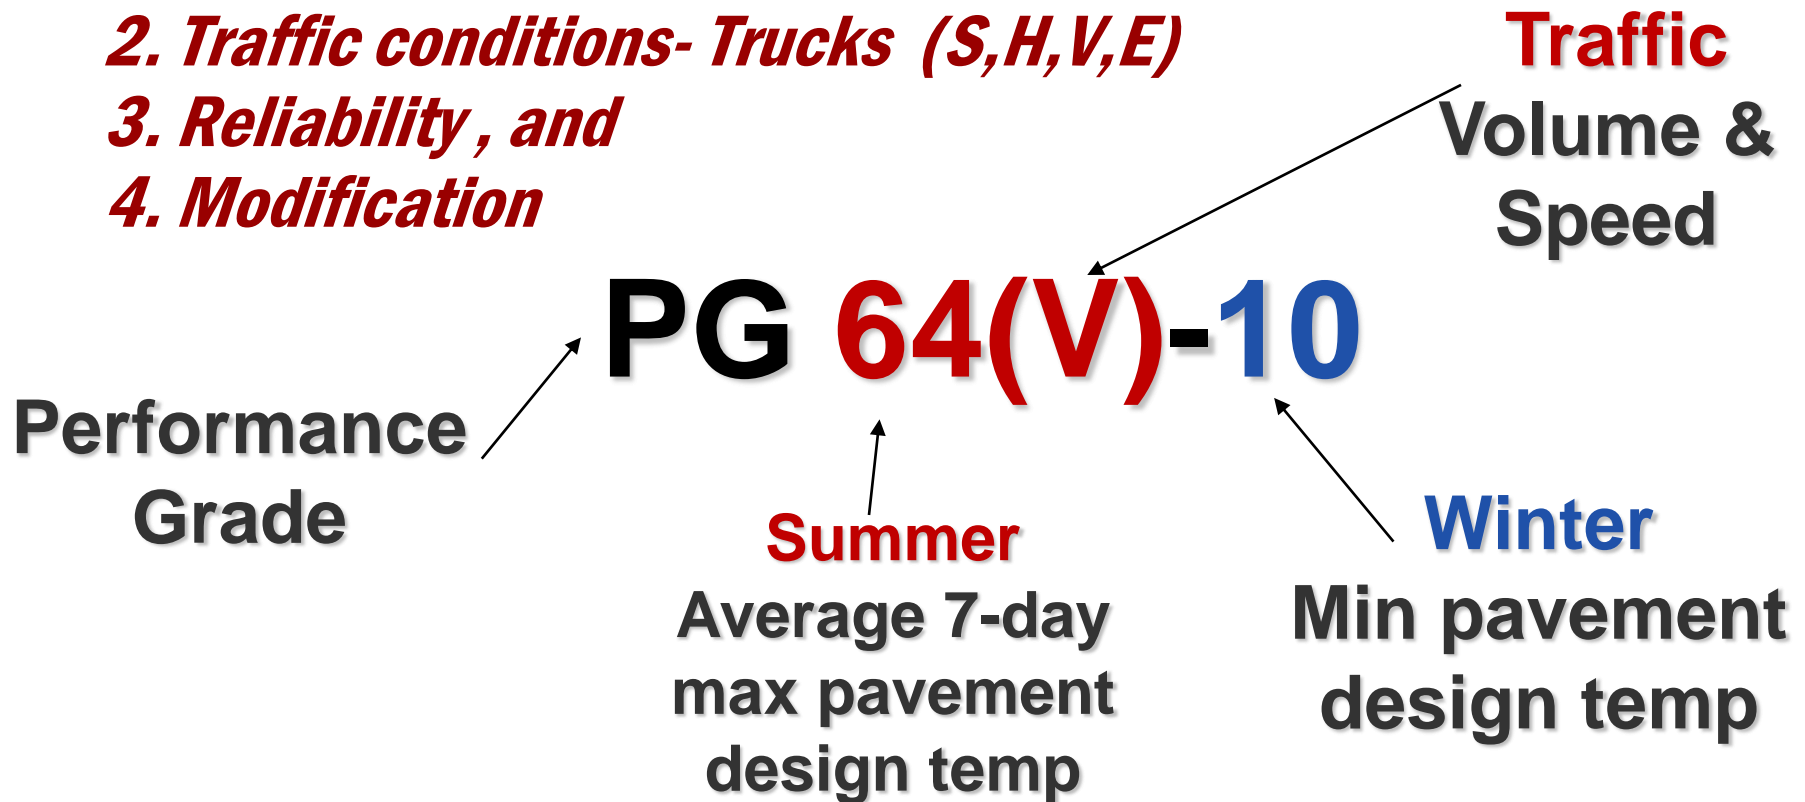 2. Traffic conditions- Trucks (S,H,V,E)
3. Reliability , and
4. Modification
Traffic
Volume &
Speed
PG 64(V)-10
Performance
Grade
Summer
Average 7-day
max pavement
design temp
Winter
Min pavement
design temp